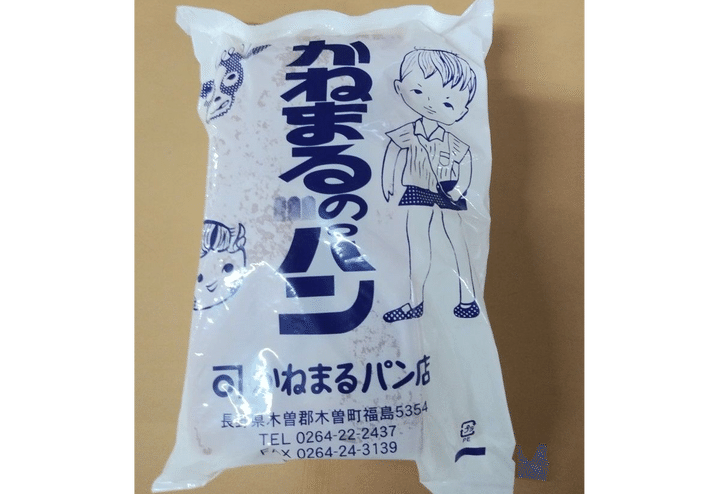 かねまるのパン
かねまるパン店
長野県木曽郡木曽町福島5354
TEL 0264-22-2437
FAX 0264-24-3139
PE